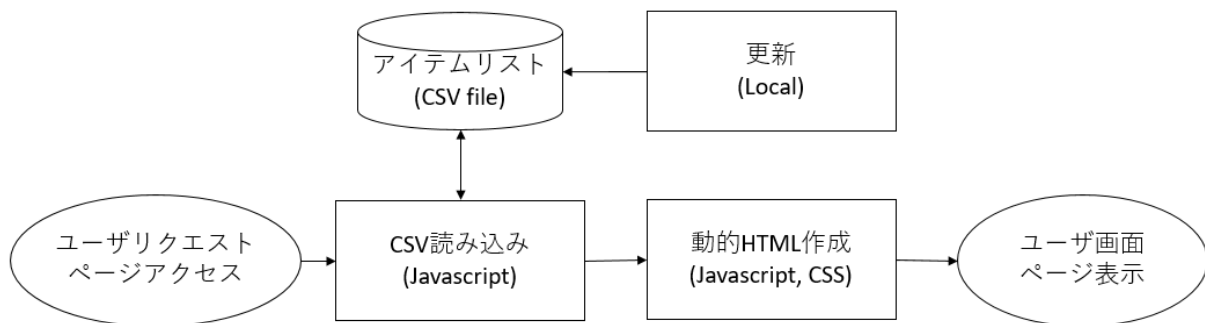 アイテムリスト
(CSV file)
更新
(Local)
ユーザリクエスト
ページアクセス
CSV読み込み
(Javascript)
動的HTML作成
(Javascript, CSS)
ユーザ画面
ページ表示